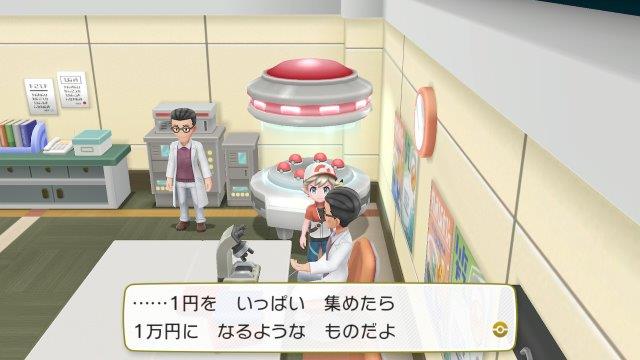 ……1円を　いっぱい　集めたら
1万円に　なるような　ものだよ